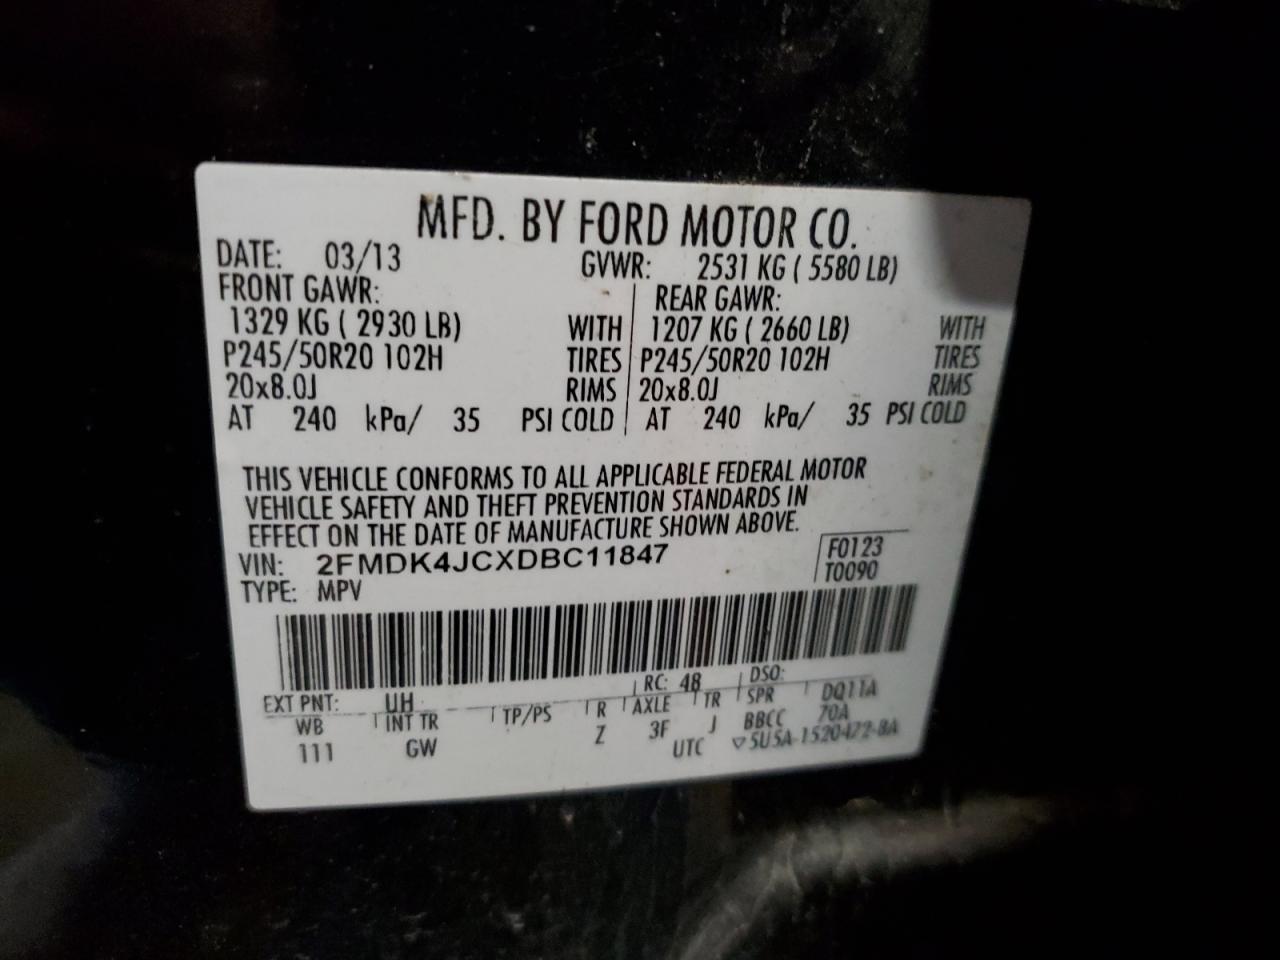 MFD. BY FORD MOTOR CO.
DATE: 03/13 GVWR: 2531 KG ( 5580 LB)
FRONT GAWR: REAR GAWR:
1329 KG ( 2930 LB) WITH 1207 KG ( 2660 LB) WITH
P245/50R20 102H TIRES P245/50R20 102H TIRES
20x8.0J RIMS 20x8.0J RIMS
AT 240 kPa/ 35 PSI COLD AT 240 kPa/ 35 PSI COLD
THIS VEHICLE CONFORMS TO ALL APPLICABLE FEDERAL MOTOR
VEHICLE SAFETY AND THEFT PREVENTION STANDARDS IN
EFFECT ON THE DATE OF MANUFACTURE SHOWN ABOVE.
VIN: 2FMDK4JCXDBC11847 F0123
TYPE: MPV T0090
EXT PNT: UH RC: 48 DSO:
WB INT TR TP/PS R AXLE TR SPR DQ11A
111 GW Z 3F J BBCC 70A
UTC ▽5U5A-1520472-BA